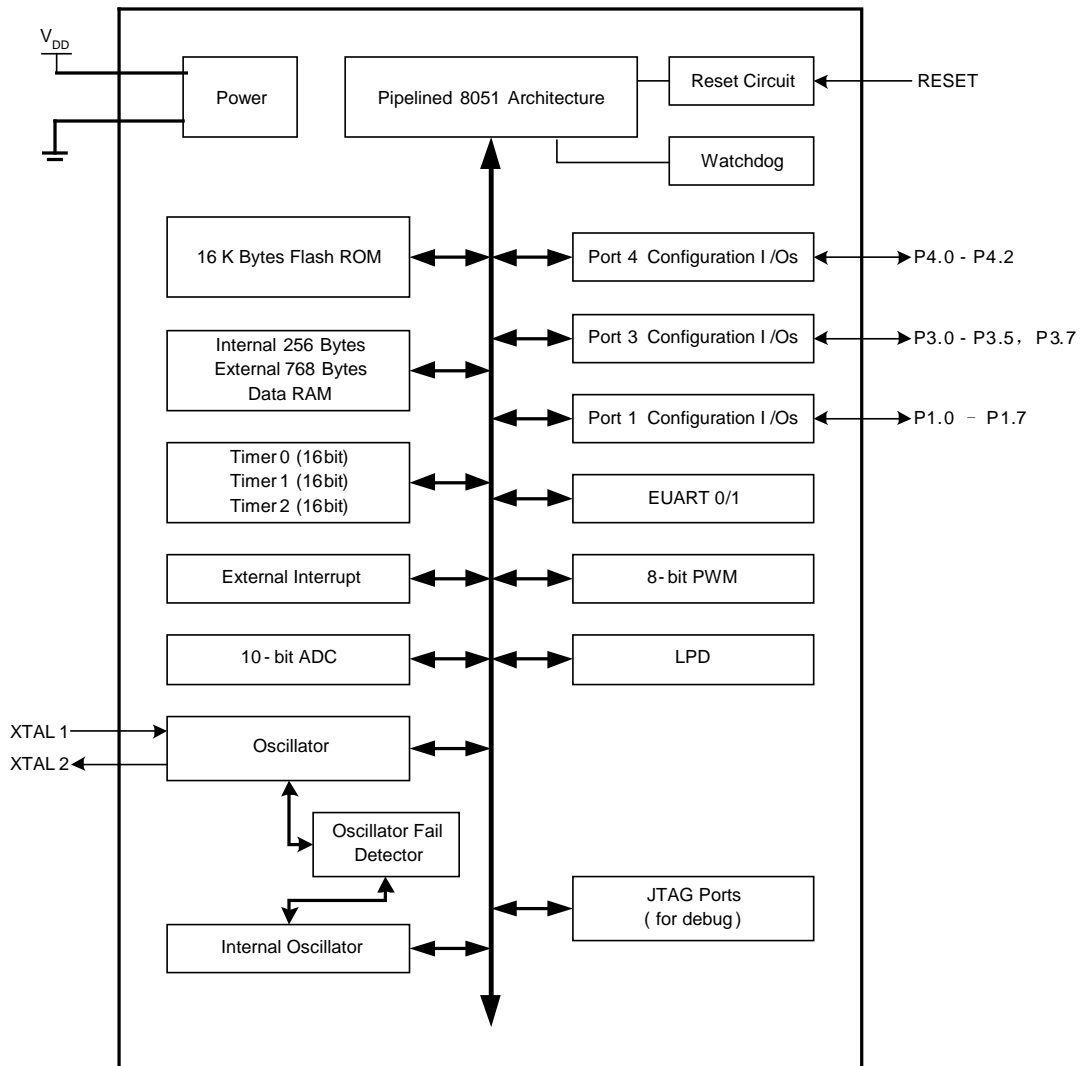 VDD
Power
Pipelined 8051 Architecture
Reset Circuit
RESET
Watchdog
16 K Bytes Flash ROM
Port 4 Configuration I /Os
P4.0 - P4.2
Internal 256 Bytes
External 768 Bytes
Data RAM
Port 3 Configuration I /Os
P3.0 - P3.5， P3.7
Port 1 Configuration I /Os
P1.0 – P1.7
Timer 0 (16bit)
Timer 1 (16bit)
Timer 2 (16bit)
EUART 0/1
External Interrupt
8- bit PWM
10 - bit ADC
LPD
XTAL 1
XTAL 2
Oscillator
Oscillator Fail
Detector
JTAG Ports
( for debug )
Internal Oscillator